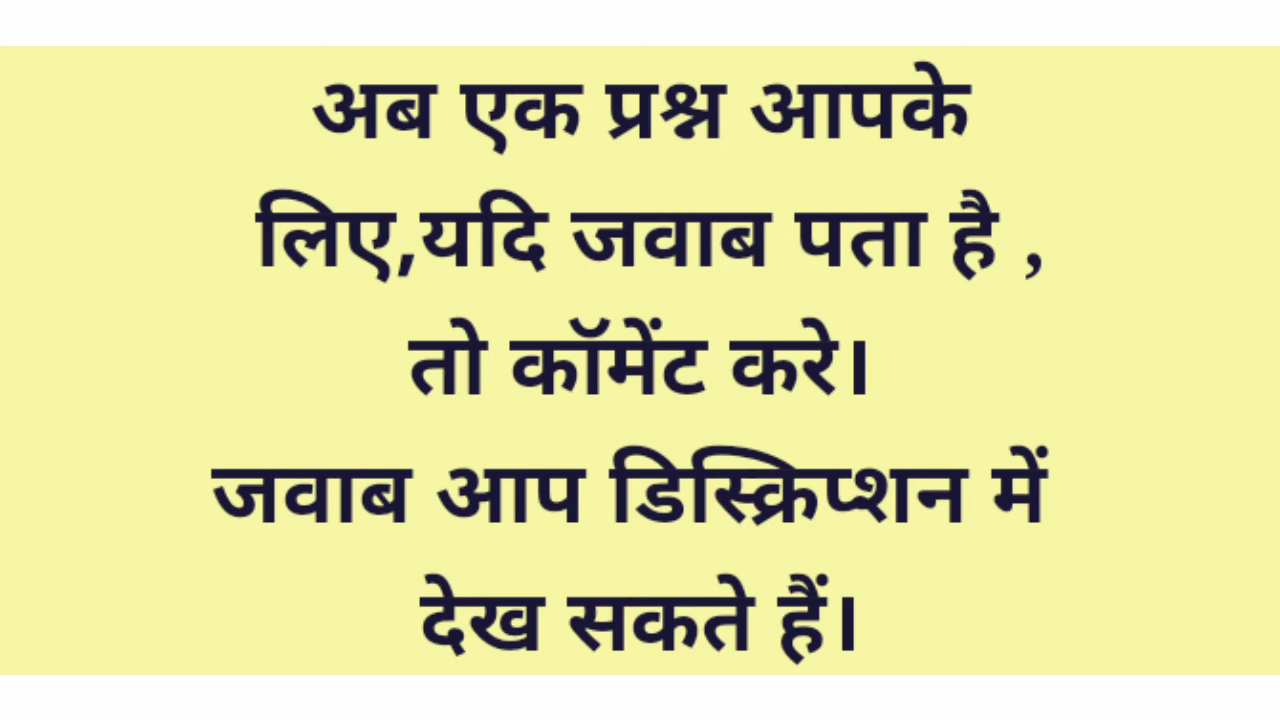 अब एक प्रश्न आपके
लिए,यदि जवाब पता है ,
तो कॉमेंट करे।
जवाब आप डिस्क्रिप्शन में
देख सकते हैं।